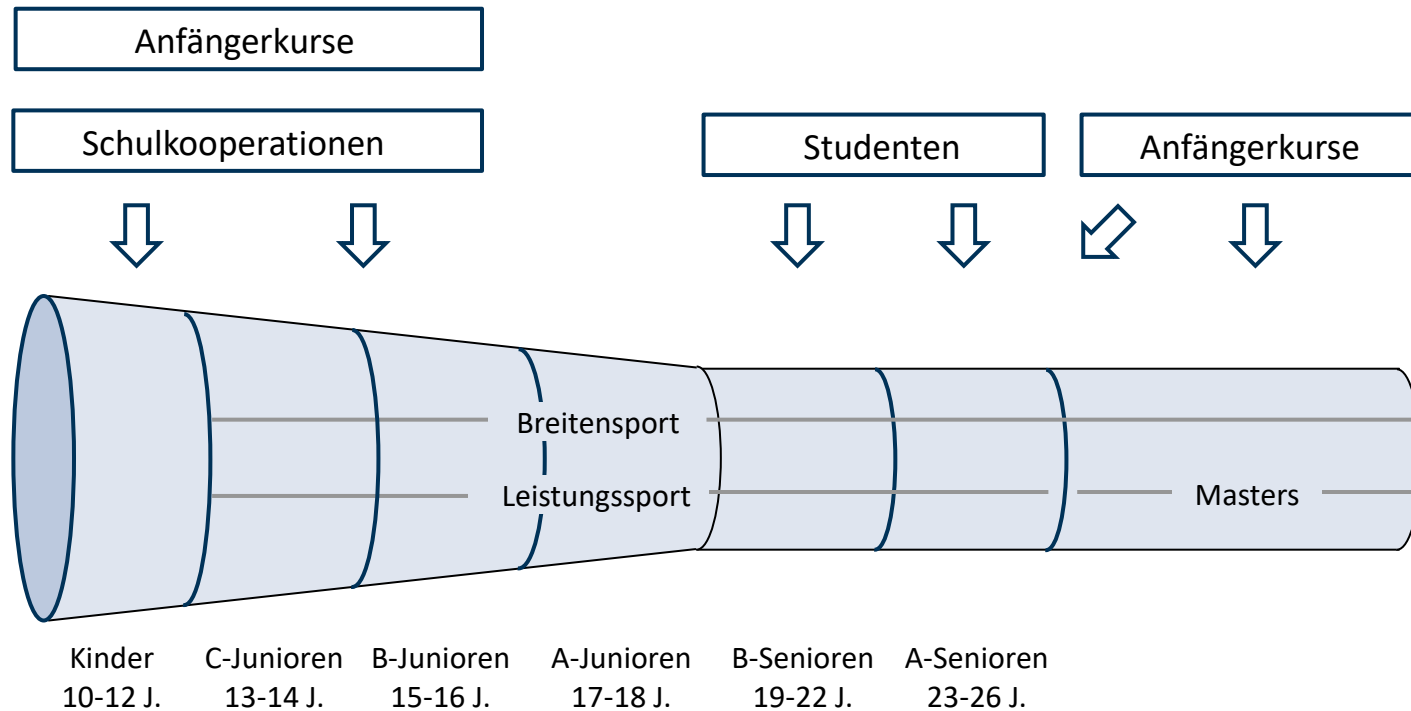 Anfängerkurse
Schulkooperationen
Studenten
Anfängerkurse
Breitensport
Leistungssport
Masters
Kinder
10-12 J.
C-Junioren
13-14 J.
B-Junioren
15-16 J.
A-Junioren
17-18 J.
B-Senioren
19-22 J.
A-Senioren
23-26 J.